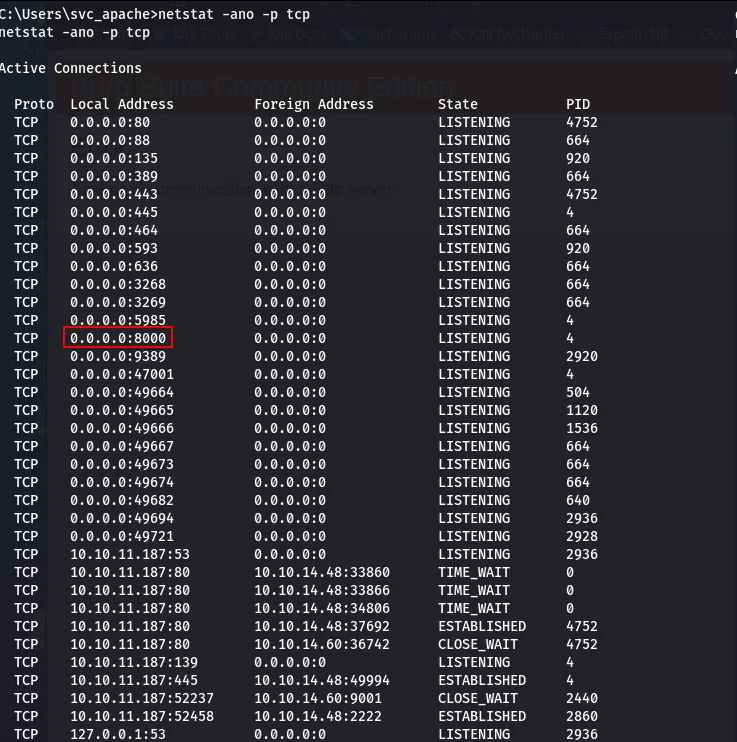 C:\Users\svc_apache>netstat -ano -p tcp
netstat -ano -p tcp
Kali Tools Kali Docs Kali Forums Kali NetHunter Exploit-DB
Active Connections
Burp Suite Community Edition
Proto Local Address Foreign Address State PID
TCP 0.0.0.0:80 0.0.0.0:0 LISTENING 4752
TCP 0.0.0.0:88 0.0.0.0:0 LISTENING 664
TCP 0.0.0.0:135 0.0.0.0:0 LISTENING 920
TCP 0.0.0.0:389 0.0.0.0:0 LISTENING 664
TCP 0.0.0.0:443 0.0.0.0:0 LISTENING 4752
TCP 0.0.0.0:445 0.0.0.0:0 LISTENING 4
TCP 0.0.0.0:464 0.0.0.0:0 LISTENING 664
TCP 0.0.0.0:593 0.0.0.0:0 LISTENING 920
TCP 0.0.0.0:636 0.0.0.0:0 LISTENING 664
TCP 0.0.0.0:3268 0.0.0.0:0 LISTENING 664
TCP 0.0.0.0:3269 0.0.0.0:0 LISTENING 664
TCP 0.0.0.0:5985 0.0.0.0:0 LISTENING 4
TCP 0.0.0.0:8000 0.0.0.0:0 LISTENING 4
TCP 0.0.0.0:9389 0.0.0.0:0 LISTENING 2920
TCP 0.0.0.0:47001 0.0.0.0:0 LISTENING 4
TCP 0.0.0.0:49664 0.0.0.0:0 LISTENING 504
TCP 0.0.0.0:49665 0.0.0.0:0 LISTENING 1120
TCP 0.0.0.0:49666 0.0.0.0:0 LISTENING 1536
TCP 0.0.0.0:49667 0.0.0.0:0 LISTENING 664
TCP 0.0.0.0:49673 0.0.0.0:0 LISTENING 664
TCP 0.0.0.0:49674 0.0.0.0:0 LISTENING 664
TCP 0.0.0.0:49682 0.0.0.0:0 LISTENING 640
TCP 0.0.0.0:49694 0.0.0.0:0 LISTENING 2936
TCP 0.0.0.0:49721 0.0.0.0:0 LISTENING 2928
TCP 10.10.11.187:53 0.0.0.0:0 LISTENING 2936
TCP 10.10.11.187:80 10.10.14.48:33860 TIME_WAIT 0
TCP 10.10.11.187:80 10.10.14.48:33866 TIME_WAIT 0
TCP 10.10.11.187:80 10.10.14.48:34806 TIME_WAIT 0
TCP 10.10.11.187:80 10.10.14.48:37692 ESTABLISHED 4752
TCP 10.10.11.187:80 10.10.14.60:36742 CLOSE_WAIT 4752
TCP 10.10.11.187:139 0.0.0.0:0 LISTENING 4
TCP 10.10.11.187:445 10.10.14.48:49994 ESTABLISHED 4
TCP 10.10.11.187:52237 10.10.14.60:9001 CLOSE_WAIT 2440
TCP 10.10.11.187:52458 10.10.14.48:2222 ESTABLISHED 2860
TCP 127.0.0.1:53 0.0.0.0:0 LISTENING 2936